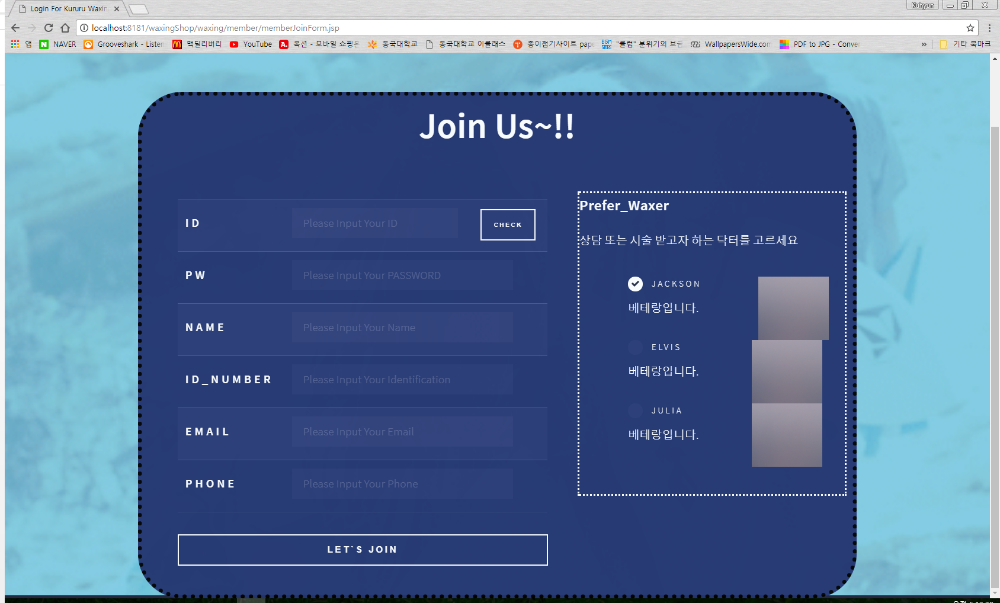 Login For Kururu Waxin
Kuhyun
localhost:8181/waxingShop/waxing/member/memberJoinForm.jsp
앱 NAVER Grooveshark - Listen 맥딜리버리 YouTube 옥션 - 모바일 쇼핑은 동국대학교 동국대학교 이클래스 종이접기사이트 pap BGM STORE "클럽" 분위기의 브금 WallpapersWide.com PDF to JPG - Conver » 기타 북마크
Join Us~!!
ID Please Input Your ID CHECK
PW Please Input Your PASSWORD
NAME Please Input Your Name
ID_NUMBER Please Input Your Identification
EMAIL Please Input Your Email
PHONE Please Input Your Phone
LET`S JOIN
Prefer_Waxer
상담 또는 시술 받고자 하는 닥터를 고르세요
JACKSON
베테랑입니다.
ELVIS
베테랑입니다.
JULIA
베테랑입니다.